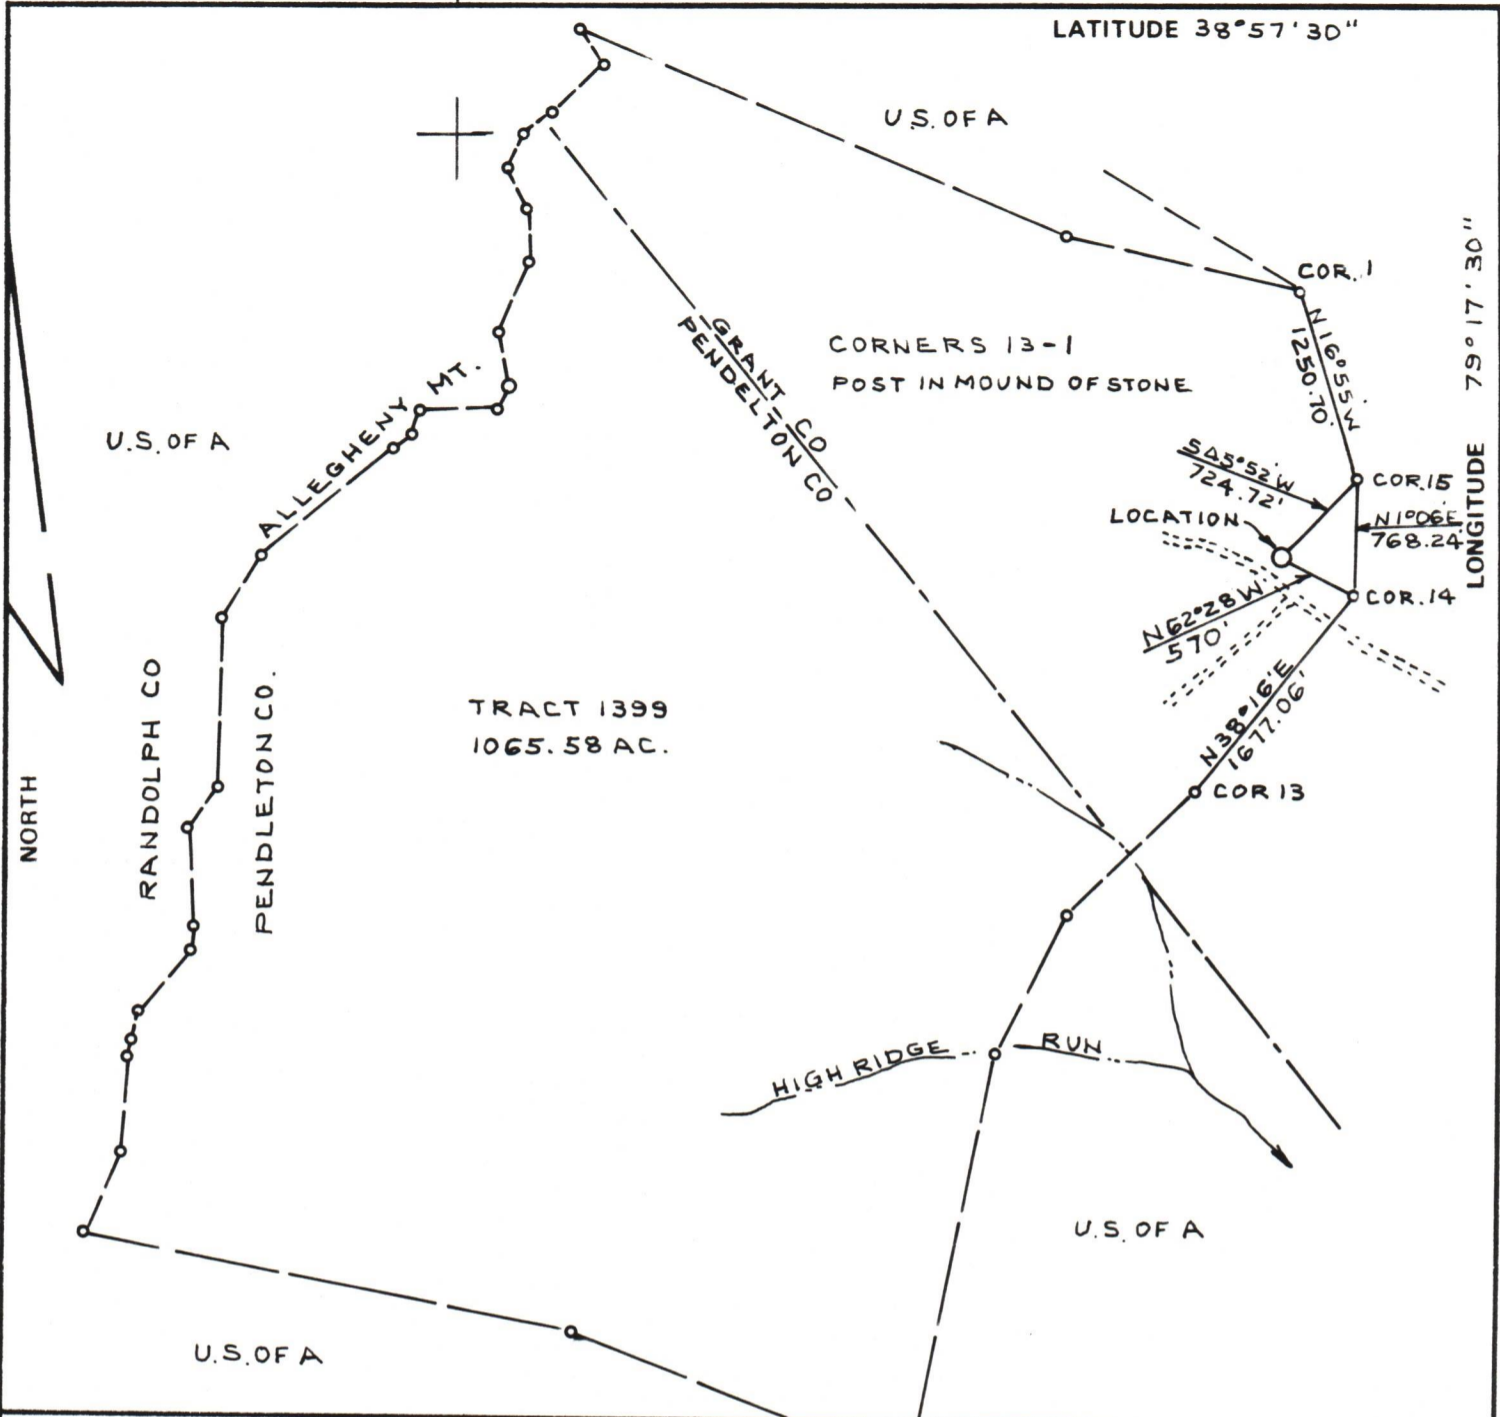 LATITUDE 38°57'30"
U.S. OF A
COR. 1
LONGITUDE 79°17'30"
N16°55'W
1250.70'
CORNERS 13-1
POST IN MOUND OF STONE
GRANT CO
PENDELTON CO
ALLEGHENY MT.
U.S. OF A
S45°52'W
724.72'
COR.15
LOCATION
N1°06'E
768.24
COR.14
N62°28'W
570'
N38°16'E
1677.06'
COR 13
TRACT 1399
1065.58 AC.
RANDOLPH CO
PENDLETON CO.
NORTH
HIGH RIDGE RUN
U.S. OF A
U.S. OF A